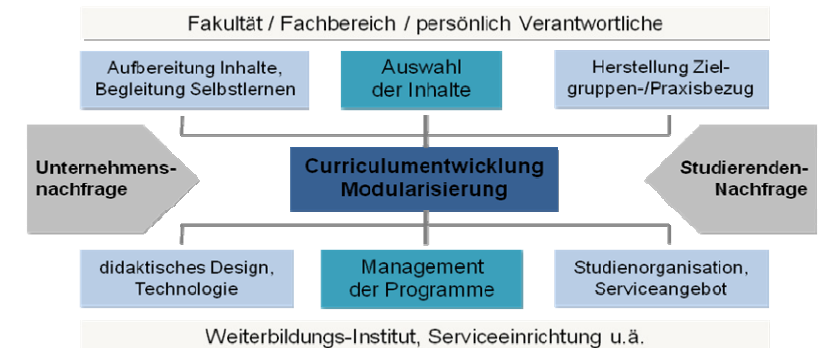 Fakultät / Fachbereich / persönlich Verantwortliche
Aufbereitung Inhalte,
Begleitung Selbstlernen
Auswahl
der Inhalte
Herstellung Ziel-
gruppen-/Praxisbezug
Unternehmens-
nachfrage
Curriculumentwicklung
Modularisierung
Studierenden-
Nachfrage
didaktisches Design,
Technologie
Management
der Programme
Studienorganisation,
Serviceangebot
Weiterbildungs-Institut, Serviceeinrichtung u.ä.